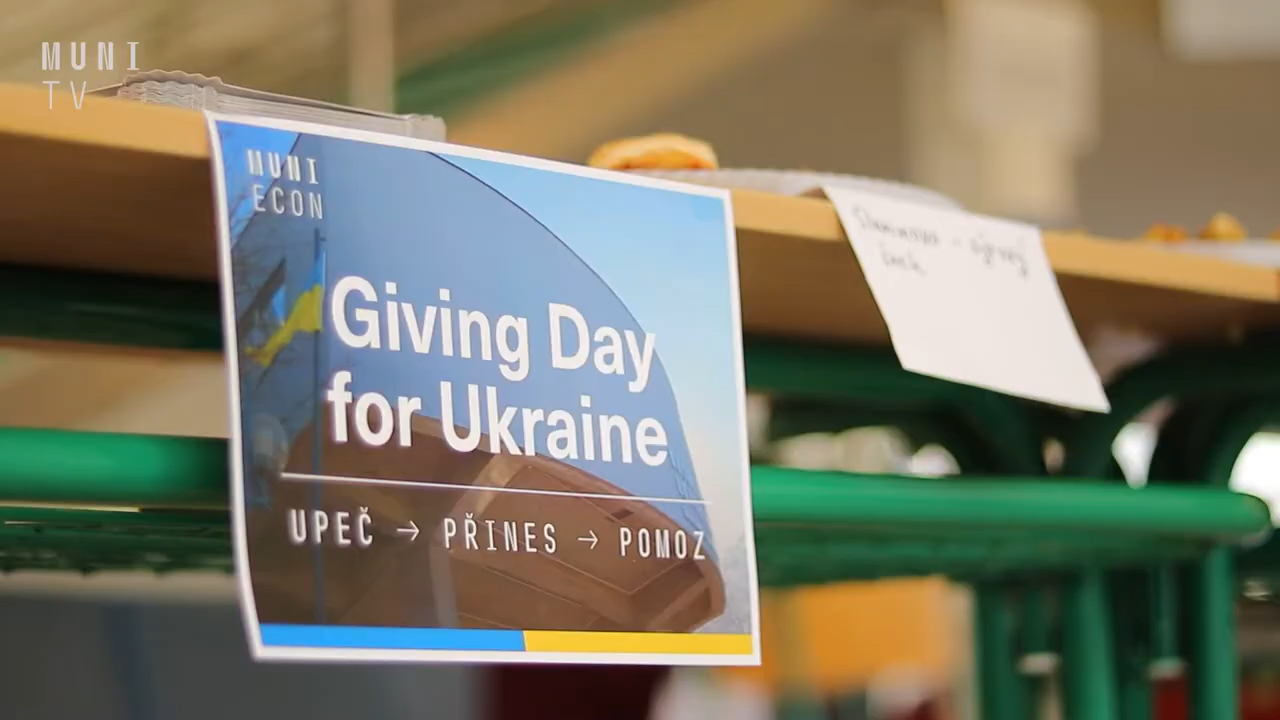 MUNI
TV
MUNI
ECON
Giving Day
for Ukraine
UPEČ → PŘINES → POMOZ